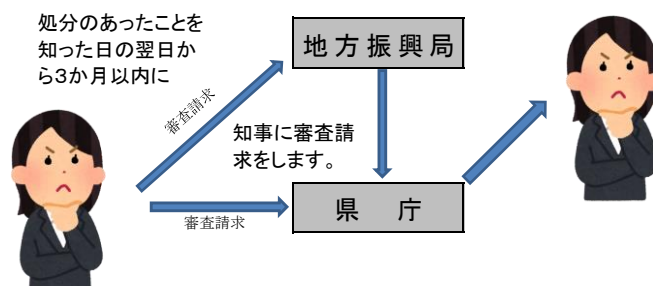 処分のあったことを
知った日の翌日か
ら3か月以内に
地方振興局
審査請求
知事に審査請
求をします。
県 庁
審査請求